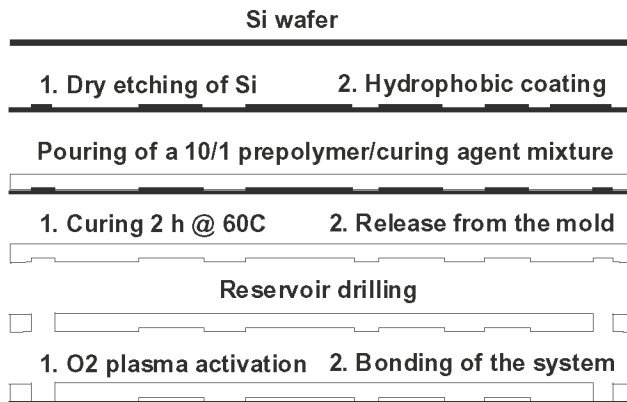 Si wafer
1. Dry etching of Si 2. Hydrophobic coating
Pouring of a 10/1 prepolymer/curing agent mixture
1. Curing 2 h @ 60C 2. Release from the mold
Reservoir drilling
1. O2 plasma activation 2. Bonding of the system